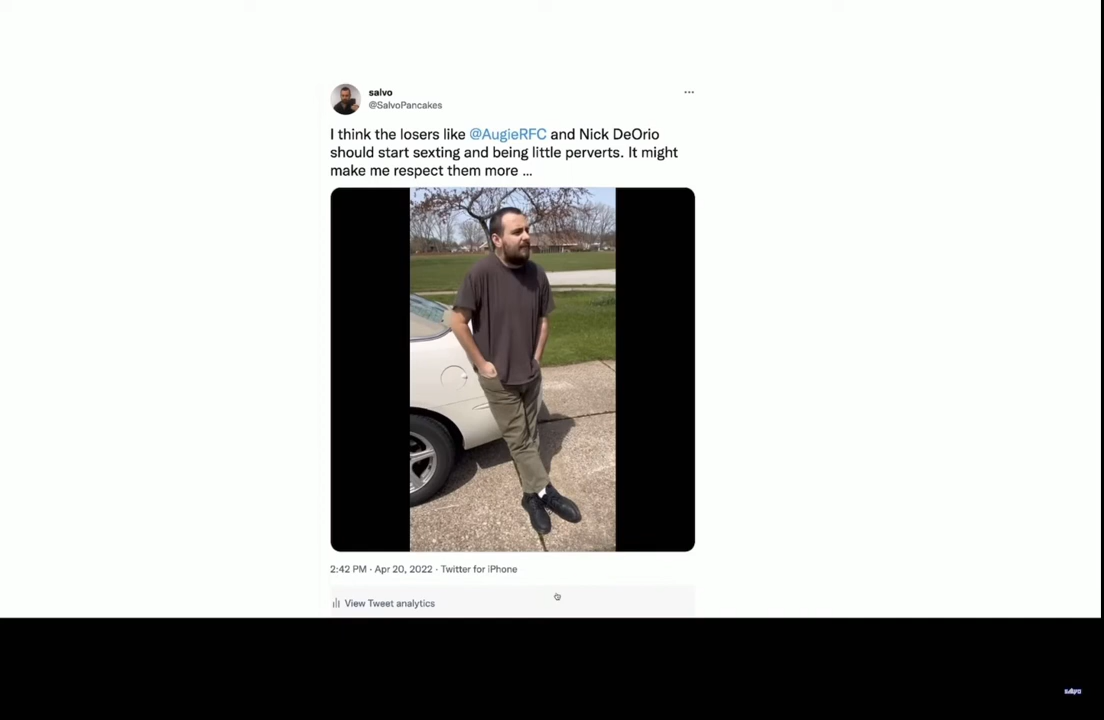 salvo
@SalvoPancakes
I think the losers like @AugieRFC and Nick DeOrio
should start sexting and being little perverts. It might
make me respect them more ...
2:42 PM · Apr 20, 2022 · Twitter for iPhone
View Tweet analytics
salvo